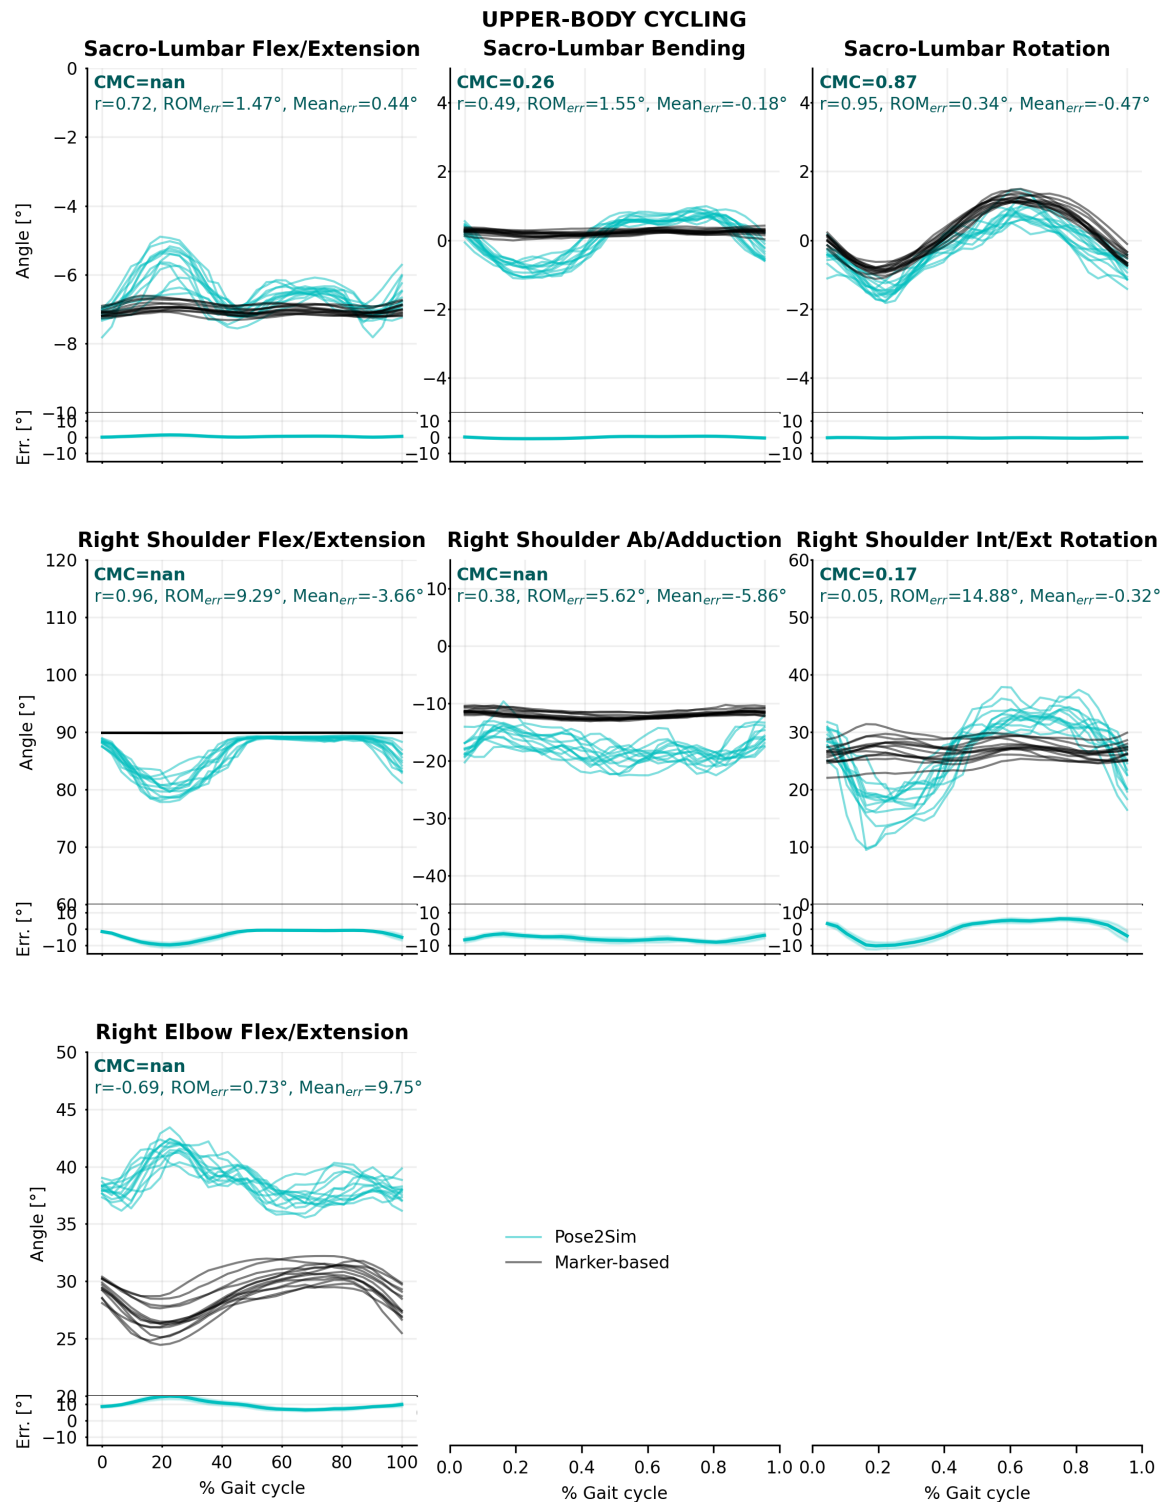 UPPER-BODY CYCLING
Sacro-Lumbar Flex/Extension
Sacro-Lumbar Bending
Sacro-Lumbar Rotation
CMC=nan
r=0.72, ROMerr=1.47°, Meanerr=0.44°
CMC=0.26
r=0.49, ROMerr=1.55°, Meanerr=-0.18°
CMC=0.87
r=0.95, ROMerr=0.34°, Meanerr=-0.47°
Angle [°]
0
−2
−4
−6
−8
−10
4
2
0
−2
−4
4
2
0
−2
−4
Err. [°]
10
0
−10
10
0
−10
10
0
−10
Right Shoulder Flex/Extension
Right Shoulder Ab/Adduction
Right Shoulder Int/Ext Rotation
CMC=nan
r=0.96, ROMerr=9.29°, Meanerr=-3.66°
CMC=nan
r=0.38, ROMerr=5.62°, Meanerr=-5.86°
CMC=0.17
r=0.05, ROMerr=14.88°, Meanerr=-0.32°
Angle [°]
120
110
100
90
80
70
60
10
0
−10
−20
−30
−40
60
50
40
30
20
10
0
Err. [°]
10
0
−10
10
0
−10
10
0
−10
Right Elbow Flex/Extension
CMC=nan
r=-0.69, ROMerr=0.73°, Meanerr=9.75°
Angle [°]
50
45
40
35
30
25
20
Pose2Sim
Marker-based
Err. [°]
10
0
−10
0 20 40 60 80 100
% Gait cycle
0.0 0.2 0.4 0.6 0.8 1.0
% Gait cycle
0.0 0.2 0.4 0.6 0.8 1.0
% Gait cycle